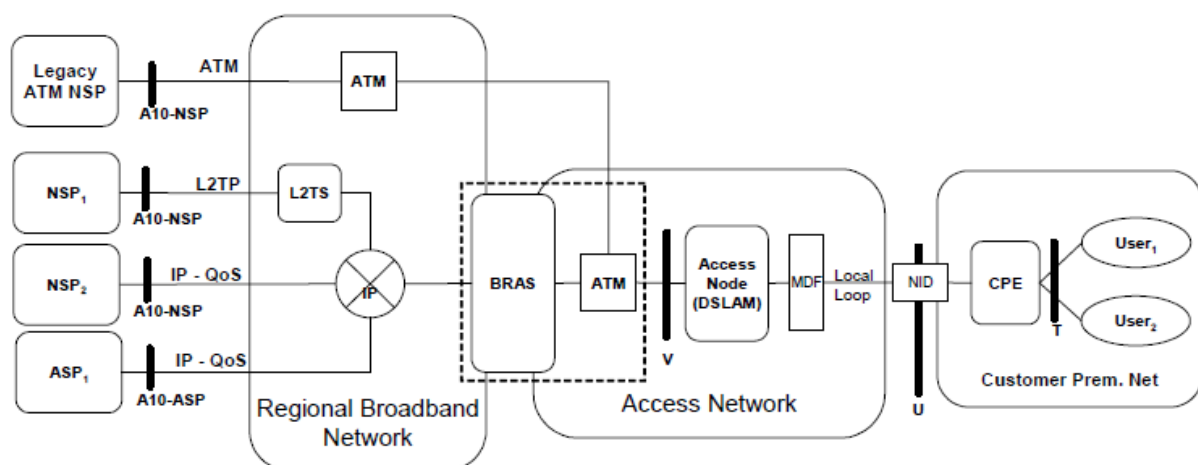 Legacy
ATM NSP
A10-NSP
ATM
ATM
NSP1
A10-NSP
L2TP
L2TS
NSP2
A10-NSP
IP - QoS
IP
ASP1
A10-ASP
IP - QoS
Regional Broadband
Network
BRAS
ATM
V
Access
Node
(DSLAM)
MDF
Local
Loop
Access Network
NID
U
CPE
T
User1
User2
Customer Prem. Net